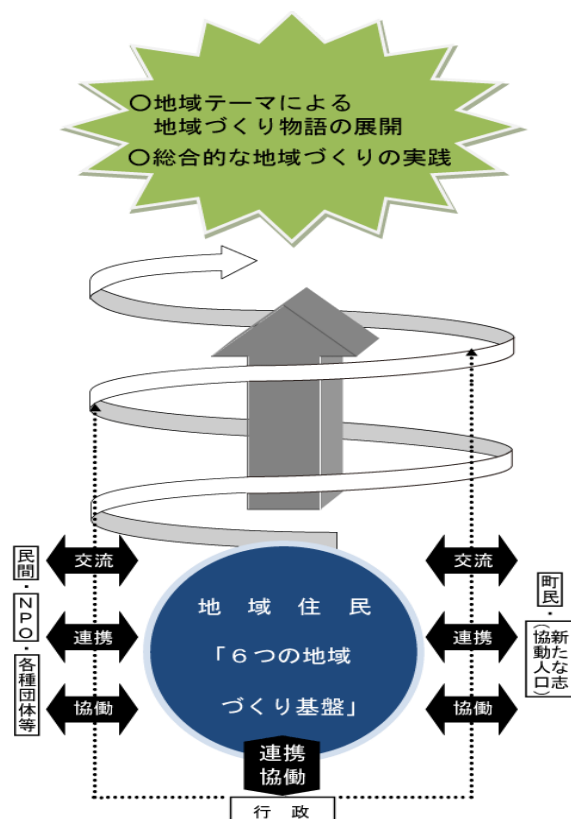 〇地域テーマによる
地域づくり物語の展開
〇総合的な地域づくりの実践
民間・NPO・各種団体等
交流
連携
協働
地域住民
「６つの地域
づくり基盤」
交流
連携
協働
町民・
新たな志
（協働人口）
連携
協働
行政